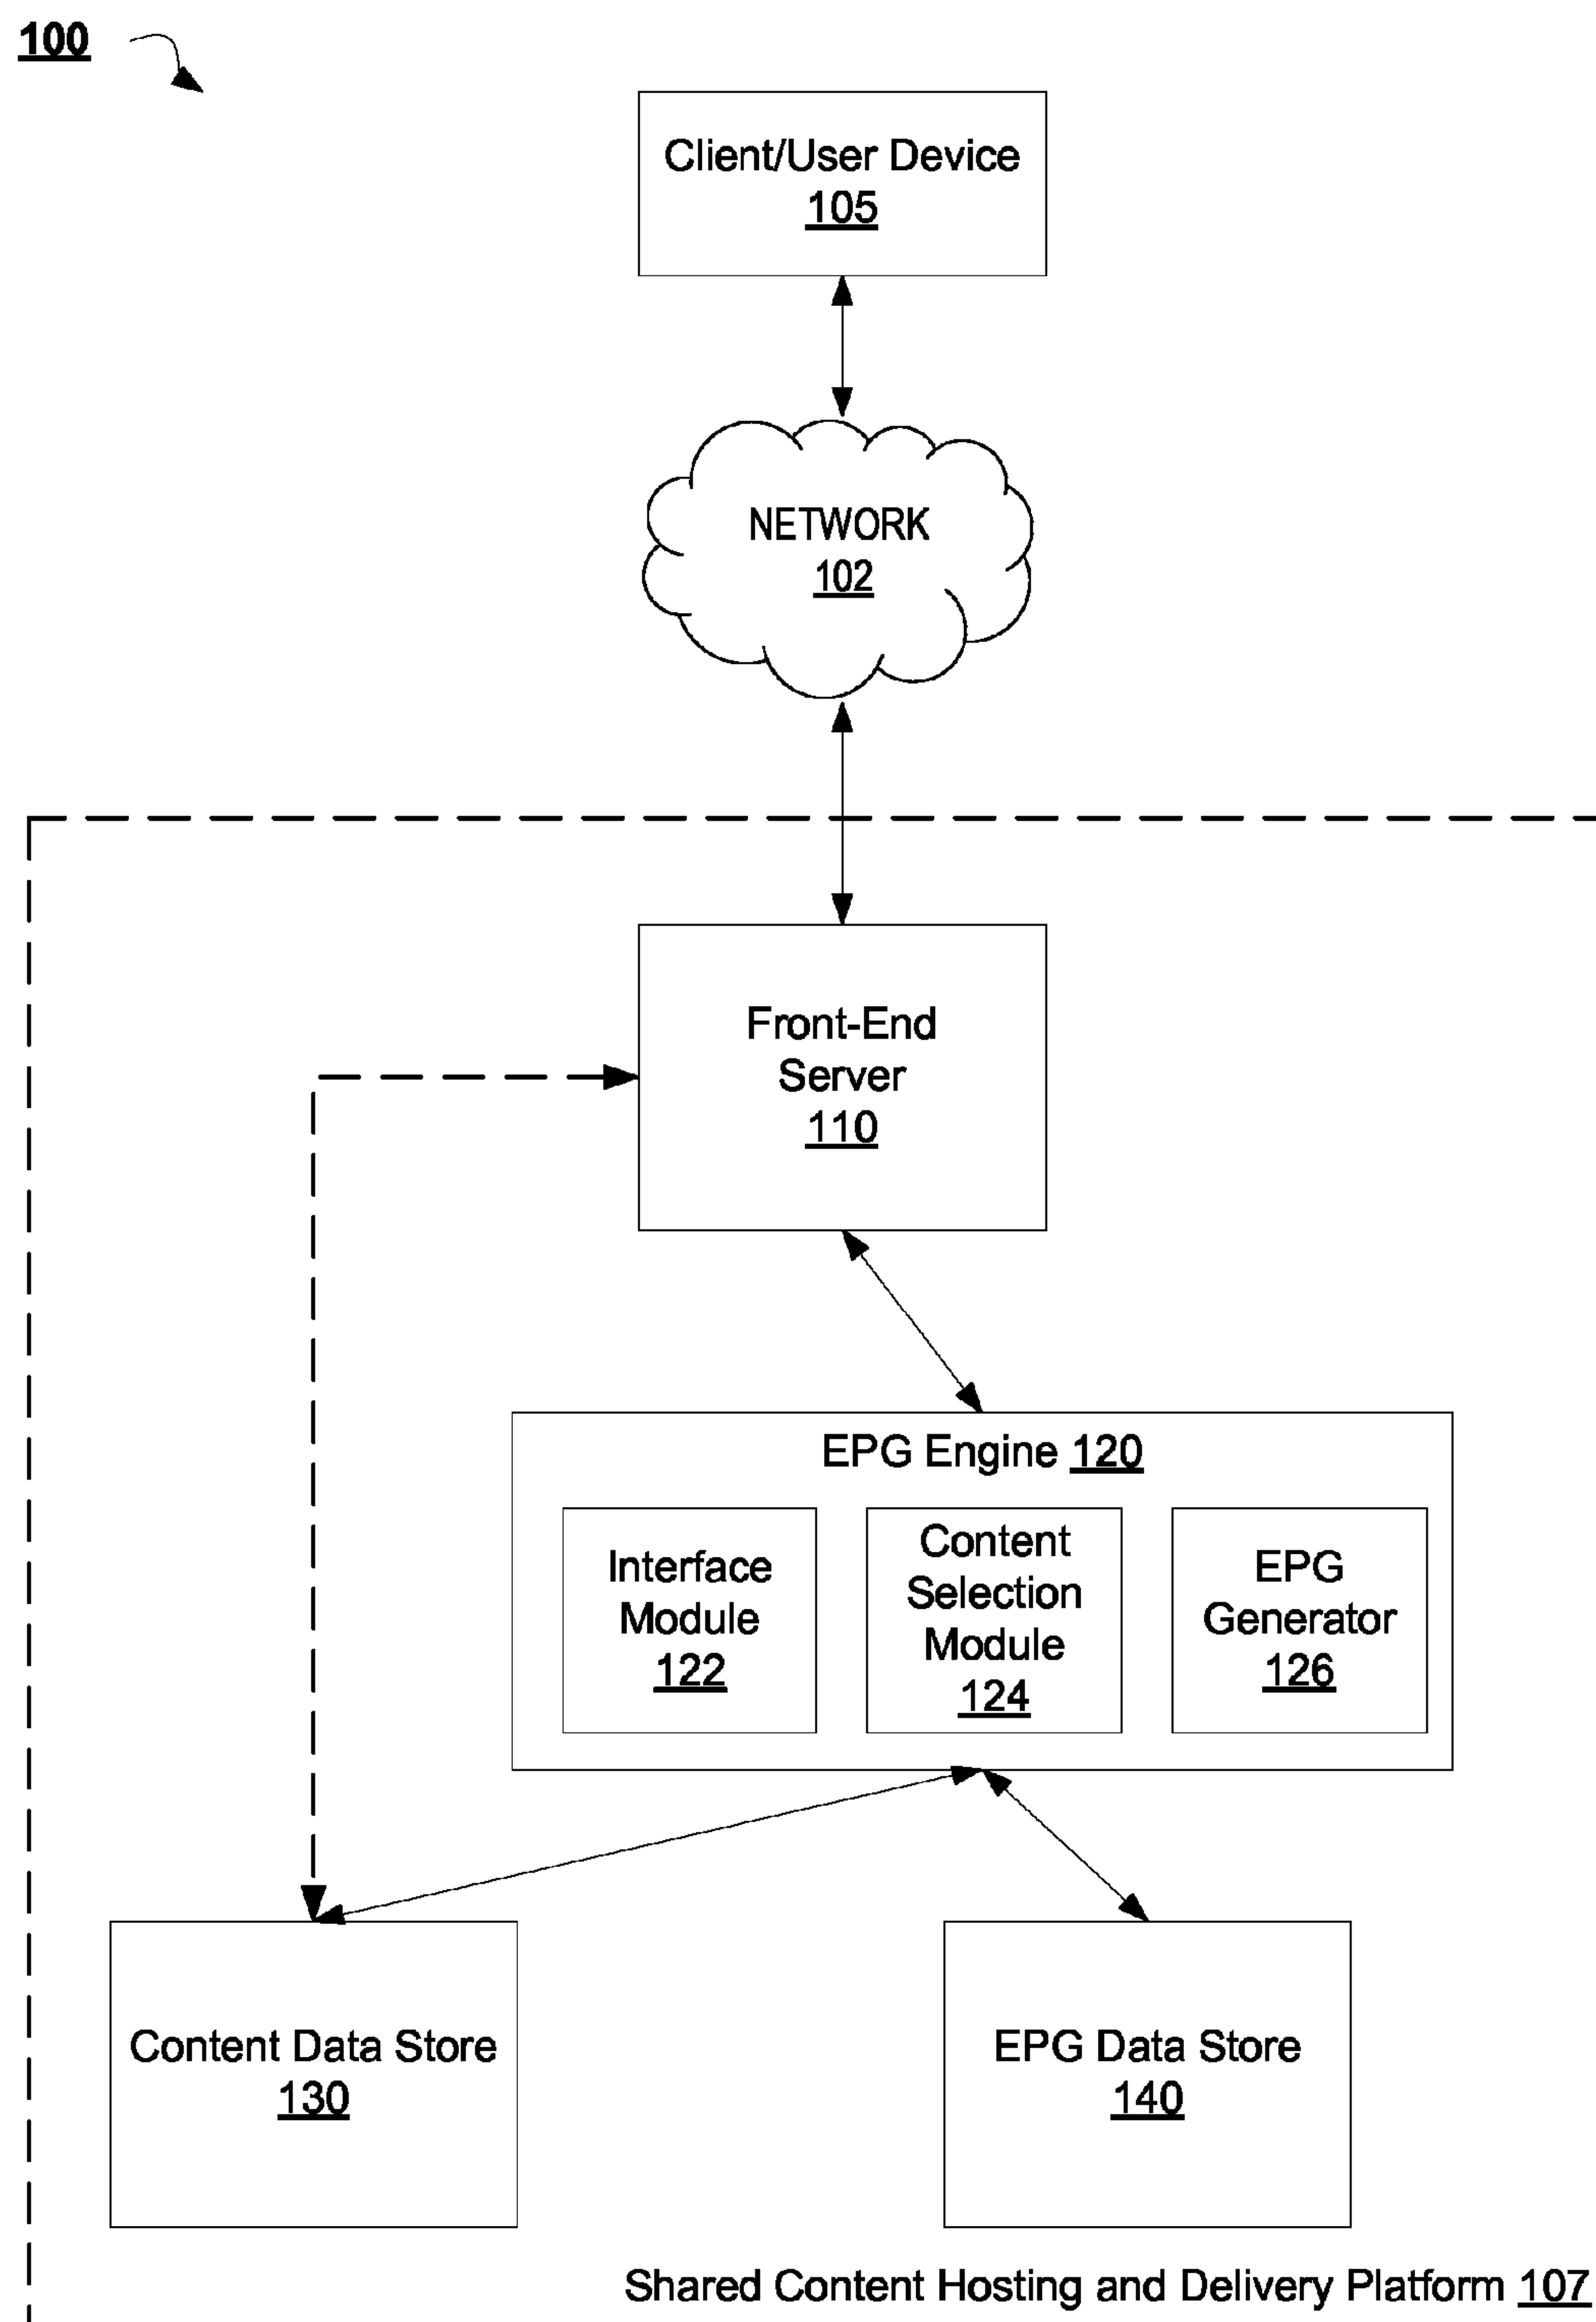 100
Client/User Device
105
NETWORK
102
Front-End
Server
110
EPG Engine 120
Interface
Module
122
Content
Selection
Module
124
EPG
Generator
126
Content Data Store
130
EPG Data Store
140
Shared Content Hosting and Delivery Platform 107